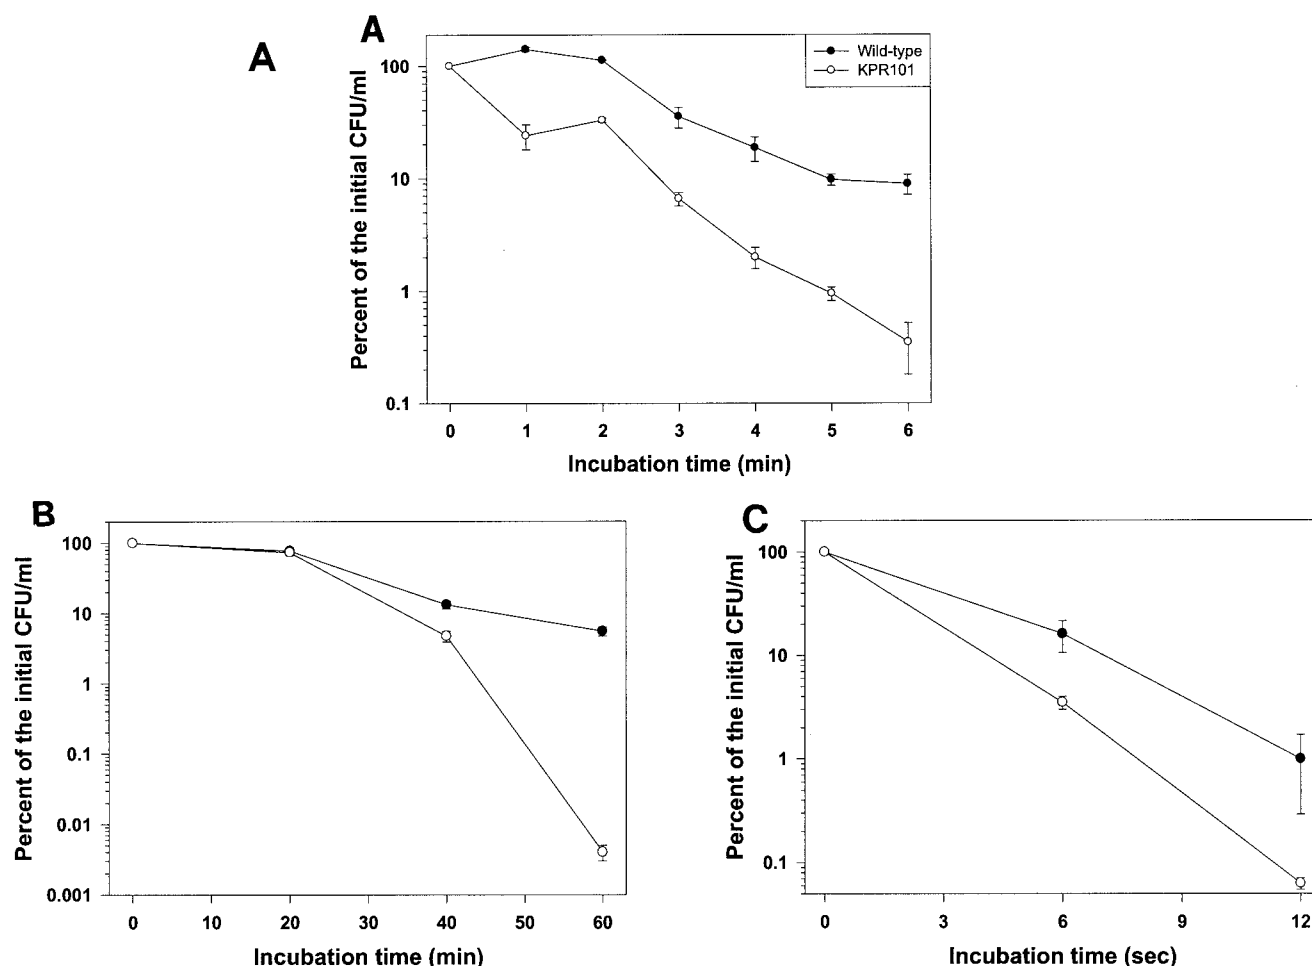 A
A
Wild-type
KPR101
Percent of the initial CFU/ml
100
10
1
0.1
0 1 2 3 4 5 6
Incubation time (min)
B
Percent of the initial CFU/ml
100
10
1
0.1
0.01
0.001
0 10 20 30 40 50 60
Incubation time (min)
C
Percent of the initial CFU/ml
100
10
1
0.1
0 3 6 9 12
Incubation time (sec)